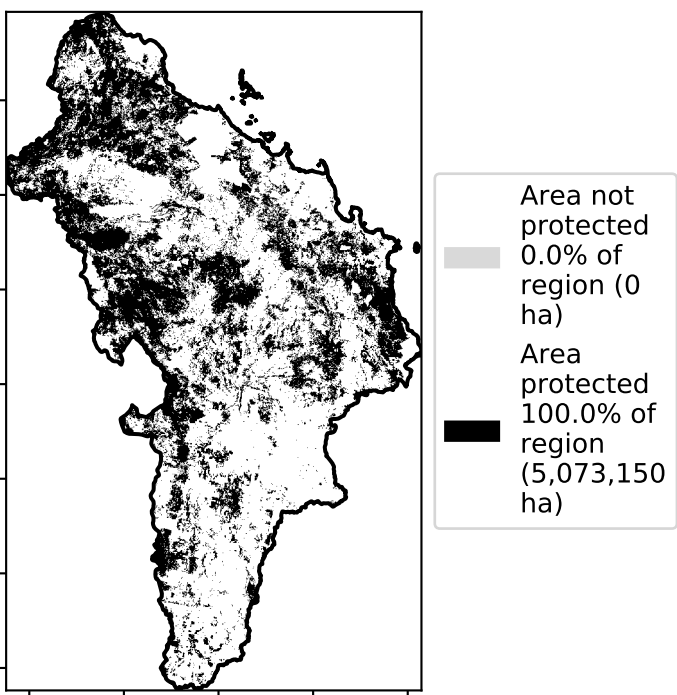 Area not
protected
0.0% of
region (0
ha)
Area
protected
100.0% of
region
(5,073,150
ha)